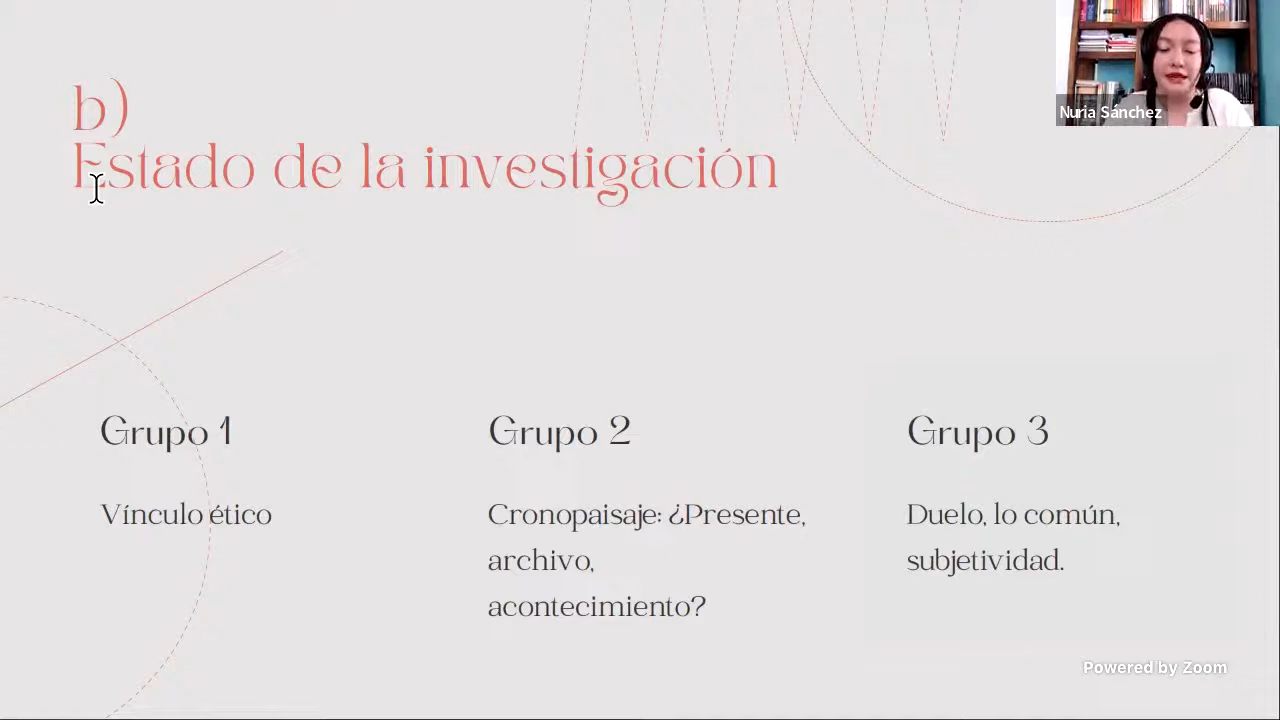 b)
Estado de la investigación
Nuria Sánchez
Grupo 1
Vínculo ético
Grupo 2
Cronopaisaje: ¿Presente,
archivo,
acontecimiento?
Grupo 3
Duelo, lo común,
subjetividad.
Powered by Zoom